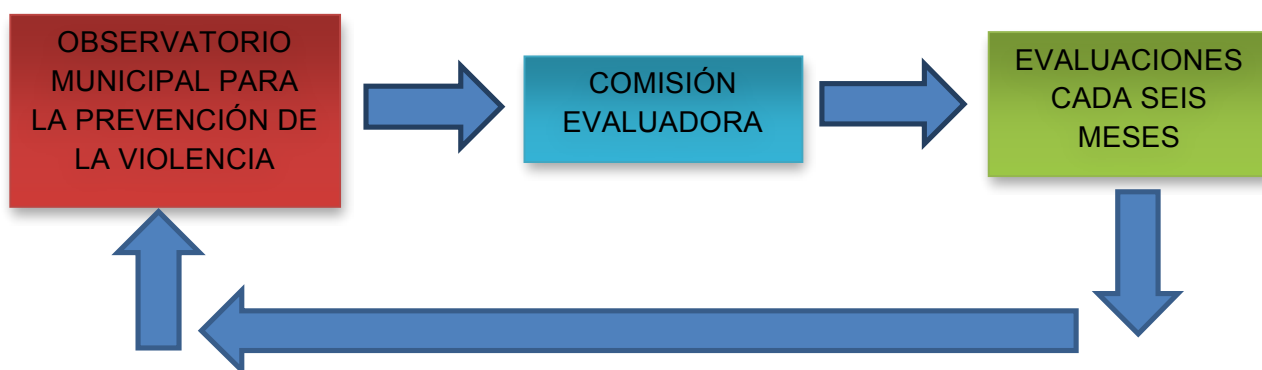 OBSERVATORIO
MUNICIPAL PARA
LA PREVENCIÓN DE
LA VIOLENCIA
COMISIÓN
EVALUADORA
EVALUACIONES
CADA SEIS
MESES